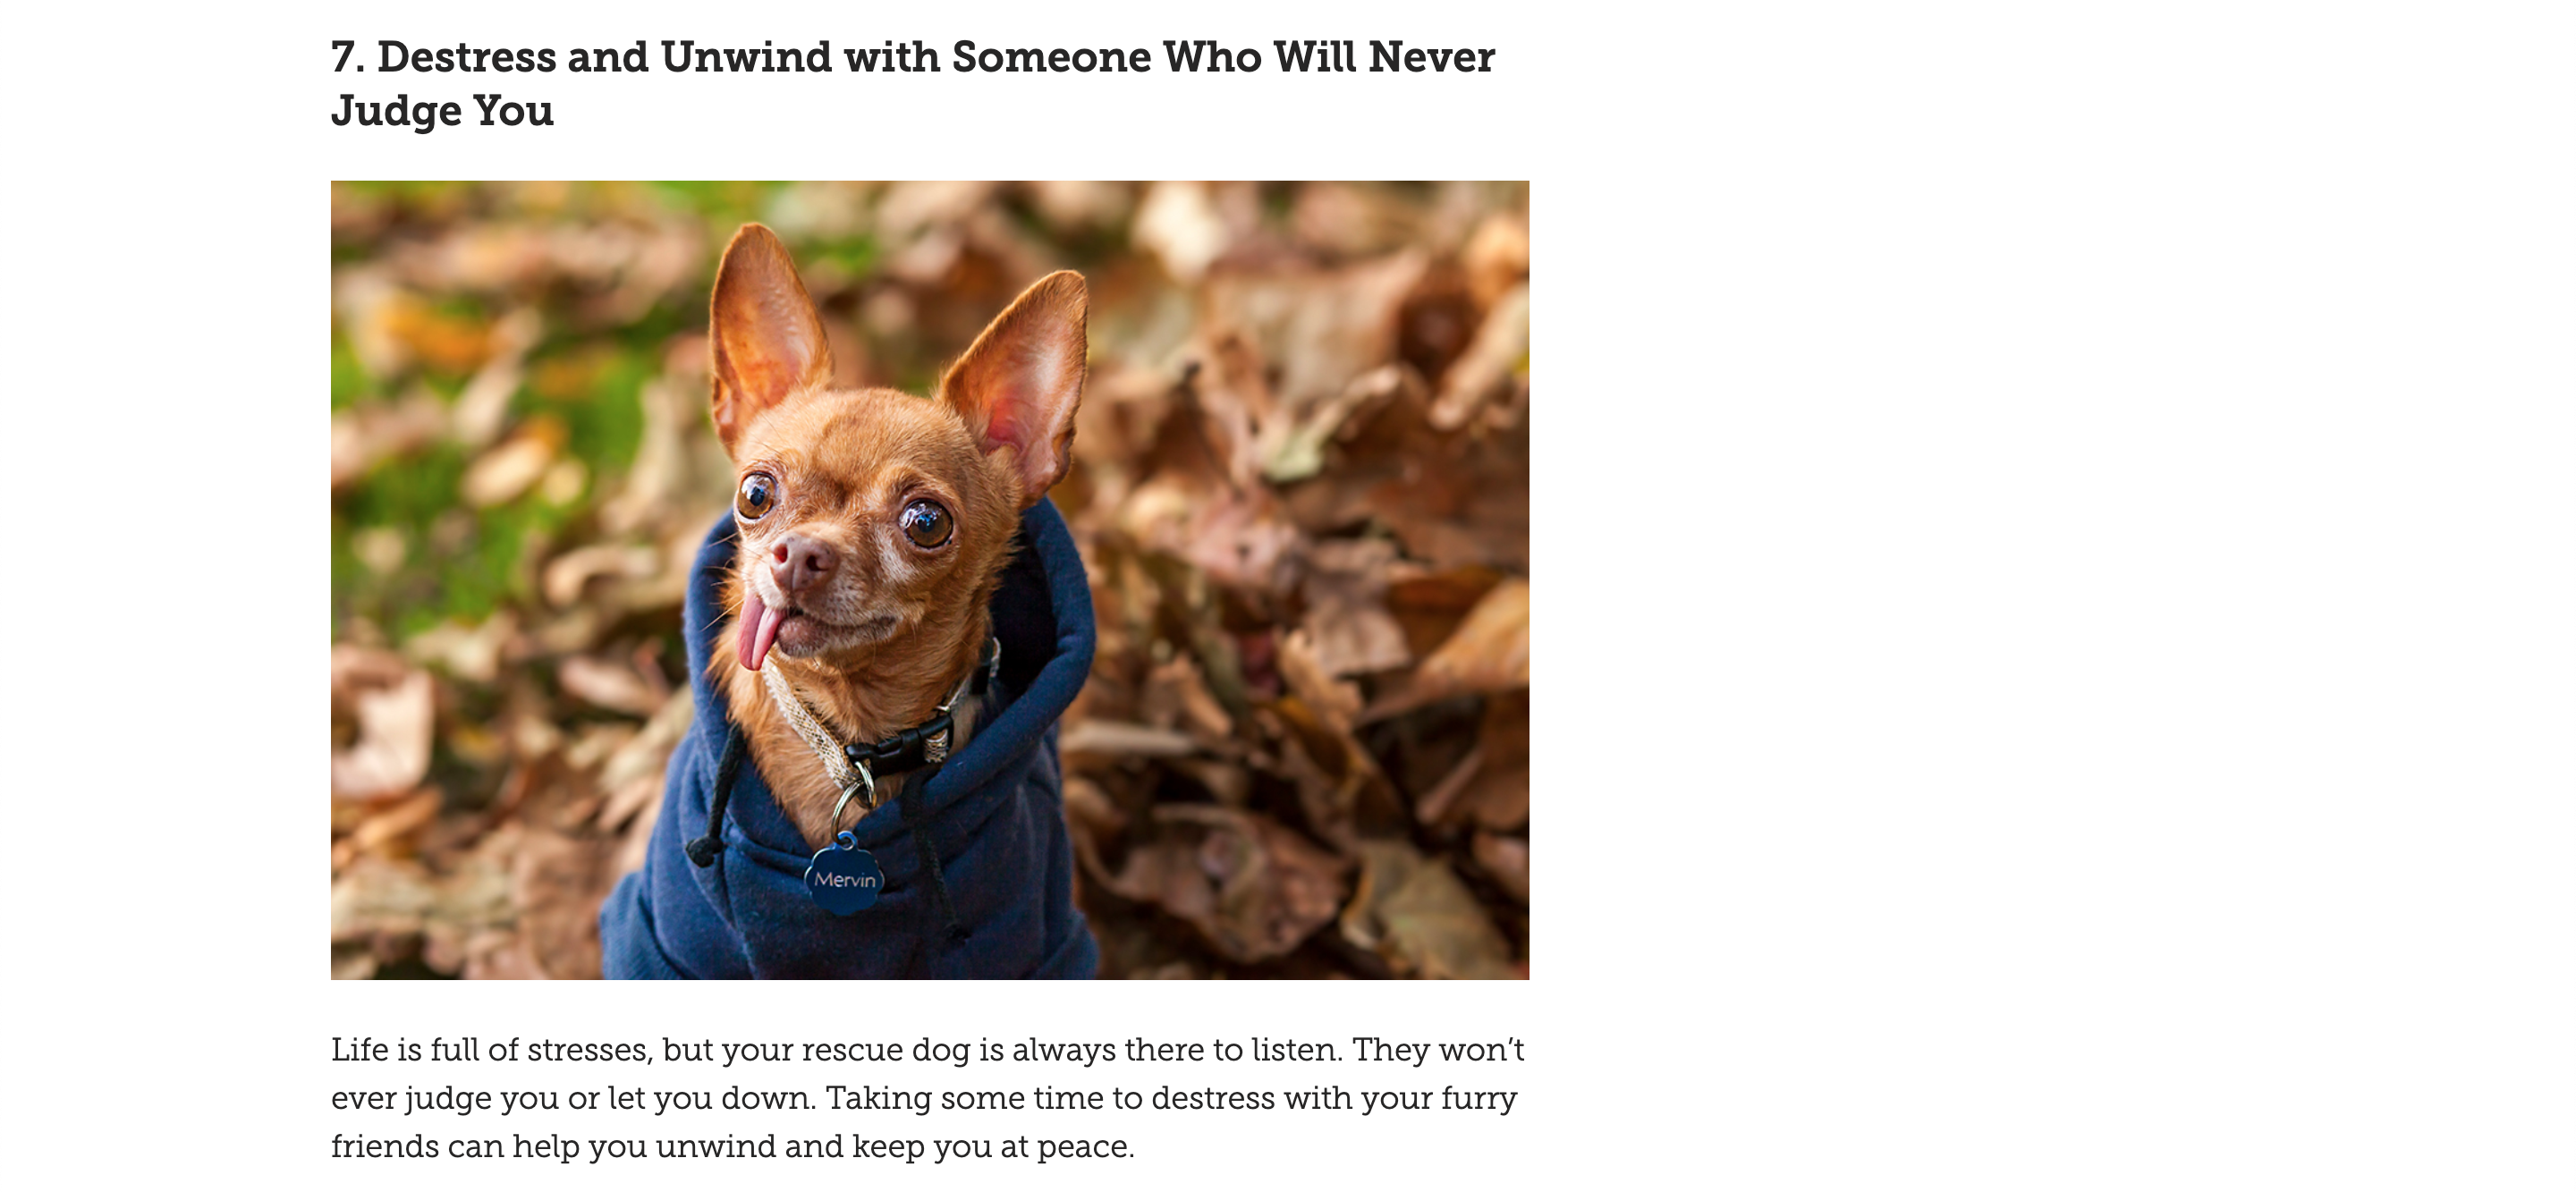 7. Destress and Unwind with Someone Who Will Never
Judge You
Mervin
Life is full of stresses, but your rescue dog is always there to listen. They won’t
ever judge you or let you down. Taking some time to destress with your furry
friends can help you unwind and keep you at peace.